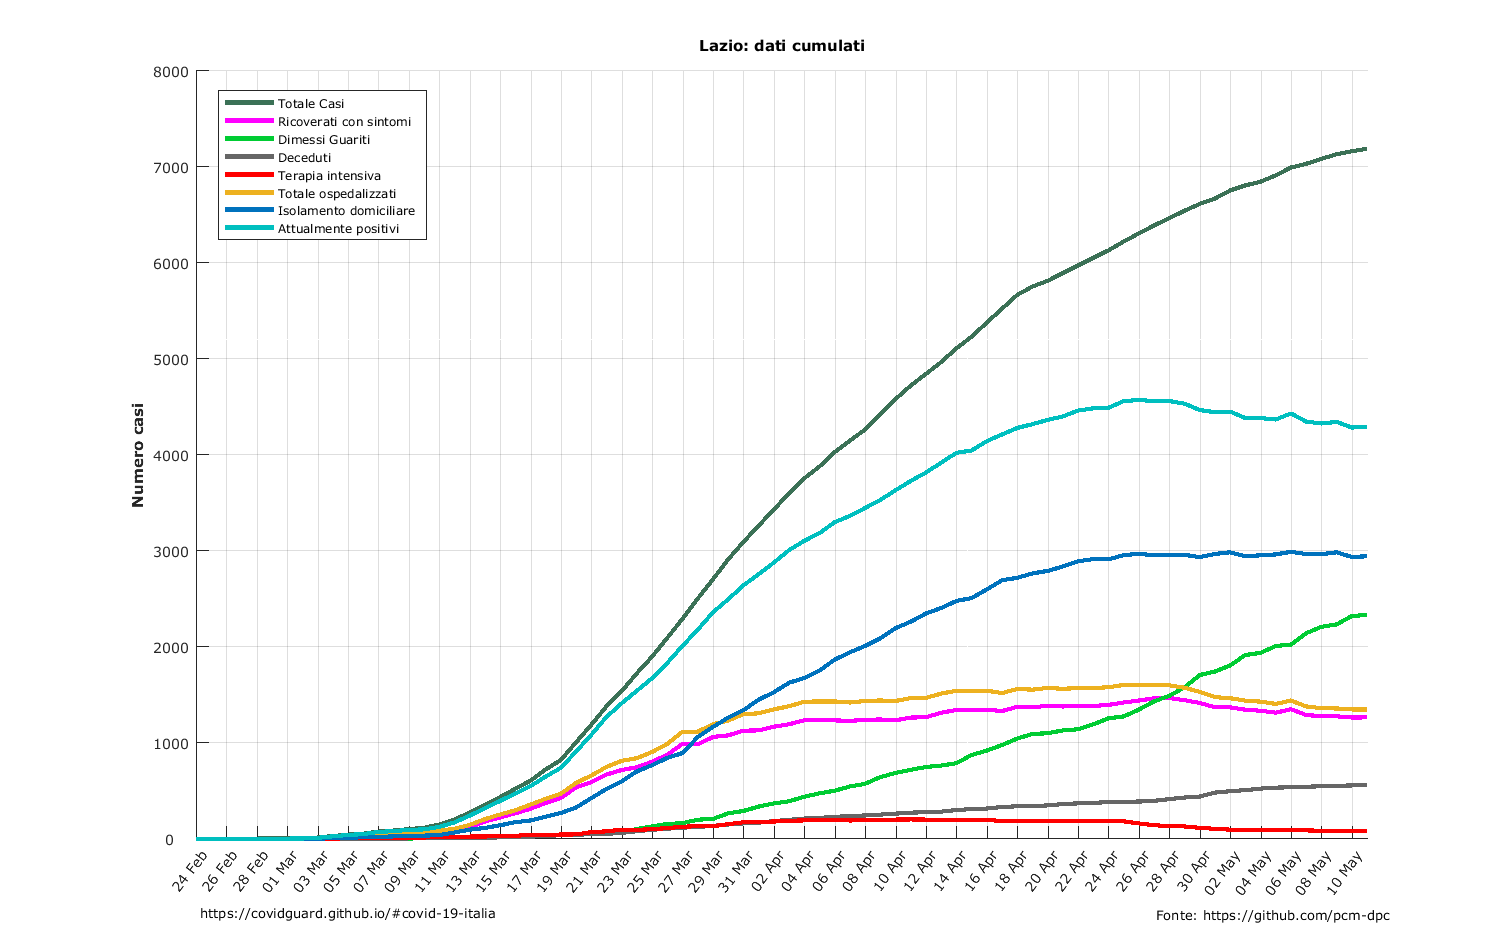 Lazio: dati cumulati
8000
7000
6000
5000
4000
3000
2000
1000
0
Numero casi
Totale Casi
Ricoverati con sintomi
Dimessi Guariti
Deceduti
Terapia intensiva
Totale ospedalizzati
Isolamento domiciliare
Attualmente positivi
24 Feb
26 Feb
28 Feb
01 Mar
03 Mar
05 Mar
07 Mar
09 Mar
11 Mar
13 Mar
15 Mar
17 Mar
19 Mar
21 Mar
23 Mar
25 Mar
27 Mar
29 Mar
31 Mar
02 Apr
04 Apr
06 Apr
08 Apr
10 Apr
12 Apr
14 Apr
16 Apr
18 Apr
20 Apr
22 Apr
24 Apr
26 Apr
28 Apr
30 Apr
02 May
04 May
06 May
08 May
10 May
https://covidguard.github.io/#covid-19-italia
Fonte: https://github.com/pcm-dpc